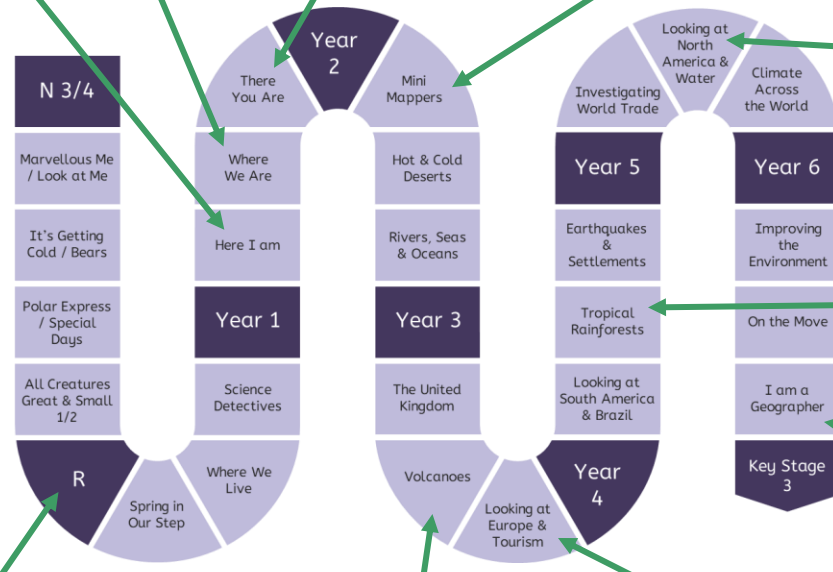 N 3/4
Marvellous Me
/ Look at Me
It's Getting
Cold / Bears
Polar Express
/ Special
Days
All Creatures
Great & Small
1/2
R
Spring in
Our Step
Where We
Live
Science
Detectives
Year 1
Here I am
Where
We Are
There
You Are
Year
2
Mini
Mappers
Hot & Cold
Deserts
Rivers, Seas
& Oceans
Year 3
The United
Kingdom
Volcanoes
Looking at
Europe &
Tourism
Year
4
Looking at
South America
& Brazil
Tropical
Rainforests
Earthquakes
&
Settlements
Year 5
Investigating
World Trade
Looking at
North
America &
Water
Climate
Across
the World
Year 6
Improving
the
Environment
On the Move
I am a
Geographer
Key Stage
3